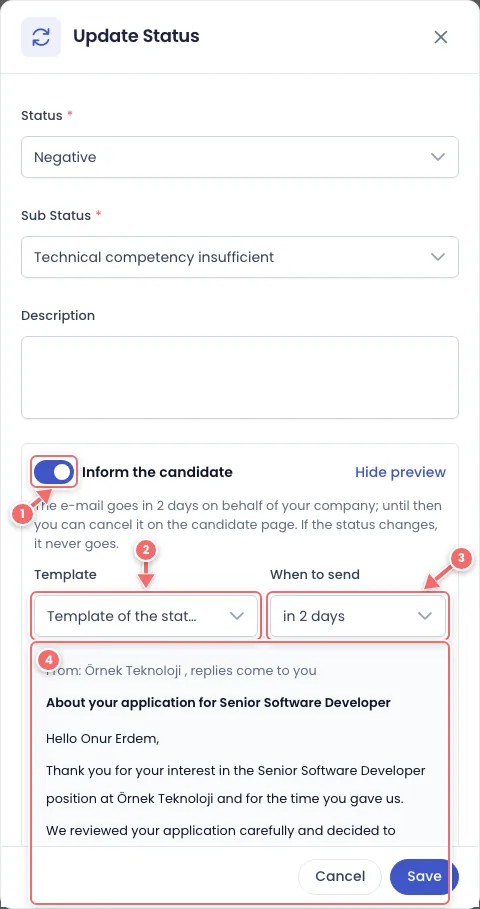 Update Status
Status *
Negative
Sub Status *
Technical competency insufficient
Description
Inform the candidate
Hide preview
1
The e-mail goes in 2 days on behalf of your company; until then
you can cancel it on the candidate page. If the status changes,
it never goes.
2
3
Template
When to send
Template of the stat...
in 2 days
4
From: Örnek Teknoloji , replies come to you
About your application for Senior Software Developer
Hello Onur Erdem,
Thank you for your interest in the Senior Software Developer
position at Örnek Teknoloji and for the time you gave us.
We reviewed your application carefully and decided to
Cancel
Save